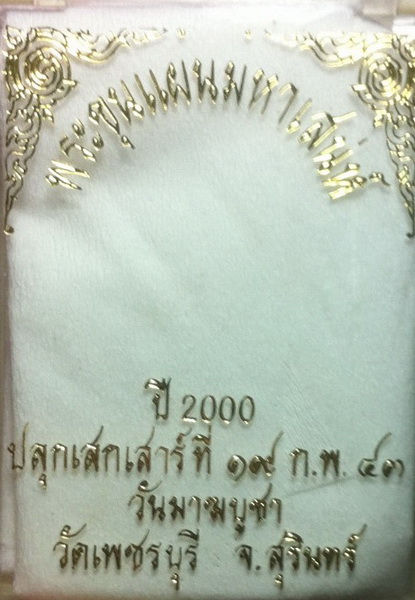 พระขุนแผนมหาเสน่ห์
ปี 2000
ปลุกเสกเสาร์ที่ ๑๙ ก.พ. ๔๓
วันมาฆบูชา
วัดเพชรบุรี จ.สุรินทร์